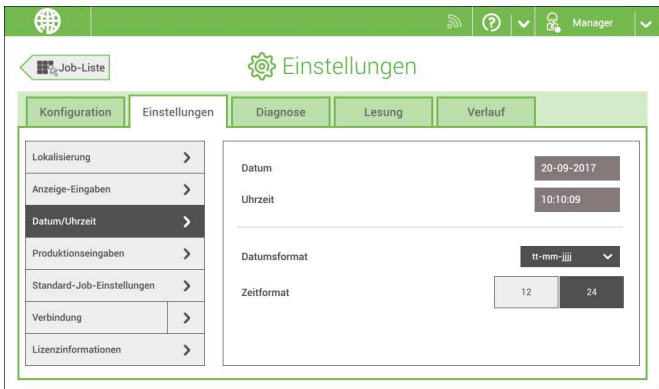 Manager
Job-Liste
Einstellungen
Konfiguration
Einstellungen
Diagnose
Lesung
Verlauf
Lokalisierung
Anzeige-Eingaben
Datum/Uhrzeit
Produktionseingaben
Standard-Job-Einstellungen
Verbindung
Lizenzinformationen
Datum
20-09-2017
Uhrzeit
10:10:09
Datumsformat
tt-mm-jjjj
Zeitformat
12
24